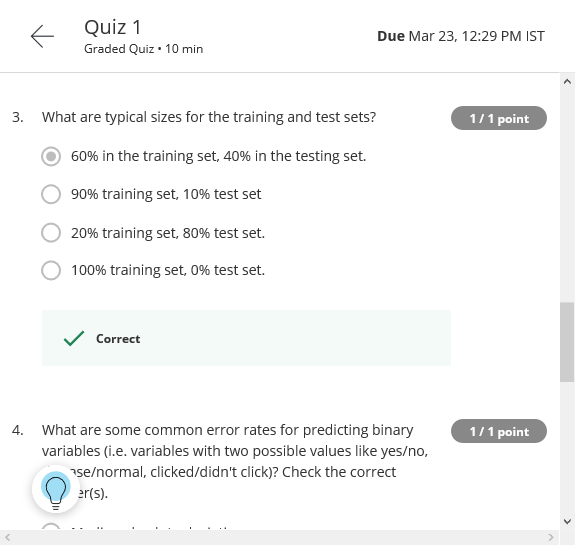 Quiz 1
Graded Quiz • 10 min
Due Mar 23, 12:29 PM IST
3. What are typical sizes for the training and test sets?
1 / 1 point
60% in the training set, 40% in the testing set.
90% training set, 10% test set
20% training set, 80% test set.
100% training set, 0% test set.
Correct
4. What are some common error rates for predicting binary
1 / 1 point
variables (i.e. variables with two possible values like yes/no,
ase/normal, clicked/didn't click)? Check the correct
er(s).